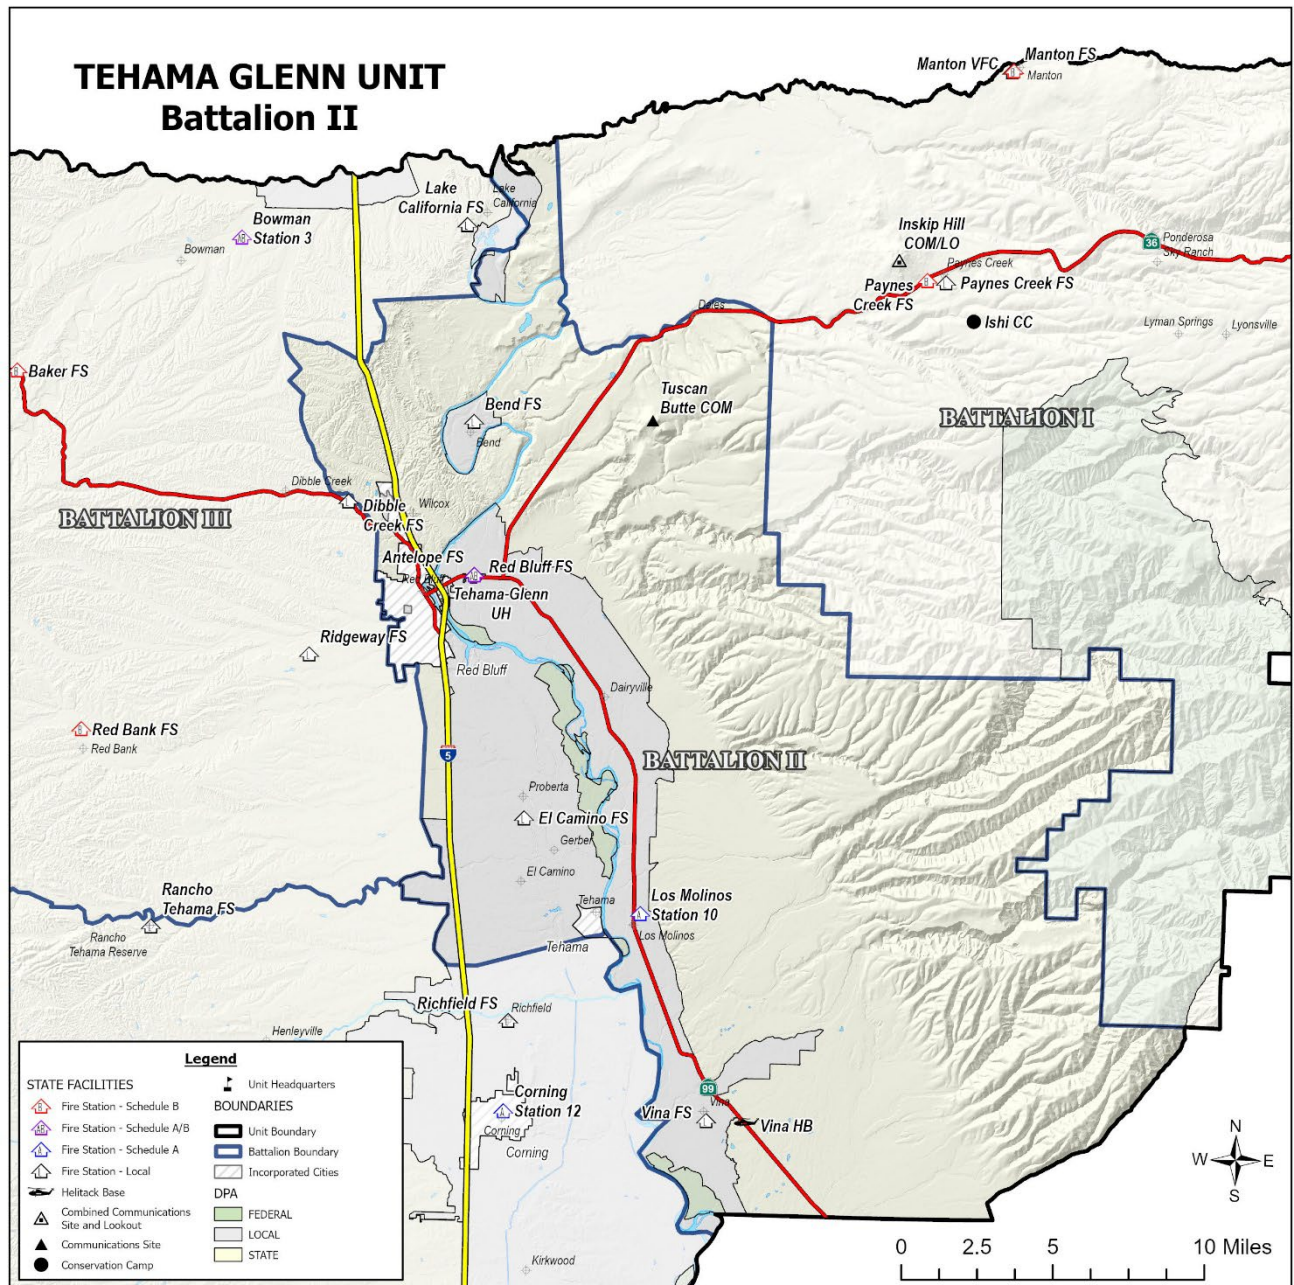 TEHAMA GLENN UNIT
Battalion II
Manton VFC
Manton FS
Manton
Lake
California FS
Lake
California
Bowman
Station 3
Bowman
Inskip Hill
COM/LO
36
Ponderosa
Sky Ranch
Paynes Creek
Paynes
Creek FS
Paynes Creek FS
Dales
Ishi CC
Lyman Springs
Lyonsville
Baker FS
Tuscan
Butte COM
Bend FS
Bend
BATTALION I
Dibble Creek
Wilcox
Dibble
Creek FS
BATTALION III
Antelope FS
Red Bluff
Red Bluff FS
Tehama-Glenn
UH
Ridgeway FS
Red Bluff
Dairyville
Red Bank FS
Red Bank
5
BATTALION II
Proberta
El Camino FS
Gerber
El Camino
Rancho
Tehama FS
Rancho
Tehama Reserve
Tehama
Los Molinos
Station 10
Los Molinos
Tehama
Richfield FS
Richfield
Henleyville
Corning
Station 12
Corning
Corning
99
Vina
Vina FS
Vina HB
Kirkwood
Legend
STATE FACILITIES
B Fire Station - Schedule B
AB Fire Station - Schedule A/B
A Fire Station - Schedule A
L Fire Station - Local
Helitack Base
Combined Communications
Site and Lookout
Communications Site
Conservation Camp
Unit Headquarters
BOUNDARIES
Unit Boundary
Battalion Boundary
Incorporated Cities
DPA
FEDERAL
LOCAL
STATE
N
W E
S
0 2.5 5 10 Miles